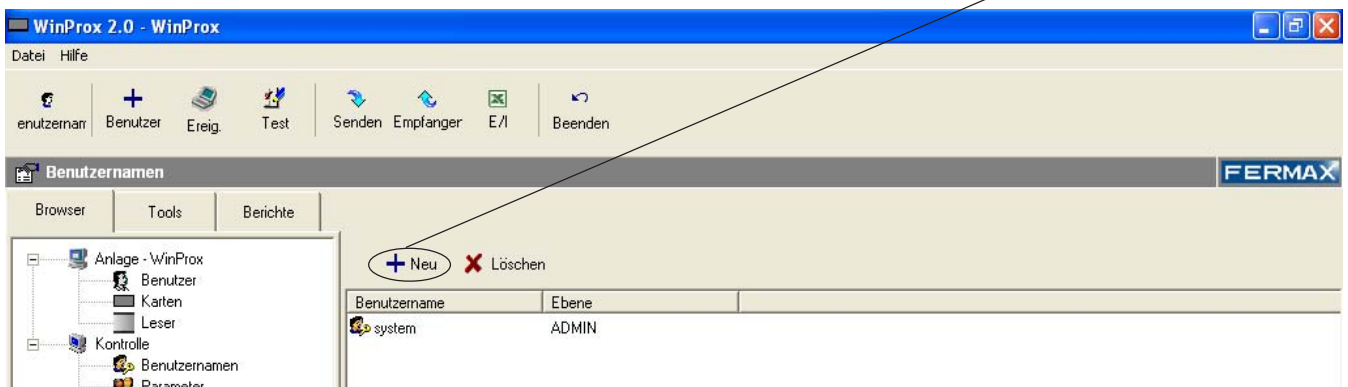 WinProx 2.0 - WinProx
Datei Hilfe
enutzernam Benutzer Ereig. Test Senden Empfanger E/I Beenden
Benutzernamen FERMAX
Browser Tools Berichte
Anlage - WinProx
Neu Löschen
Benutzer
Karten
Benutzername Ebene
Leser
system ADMIN
Kontrolle
Benutzernamen
Parameter